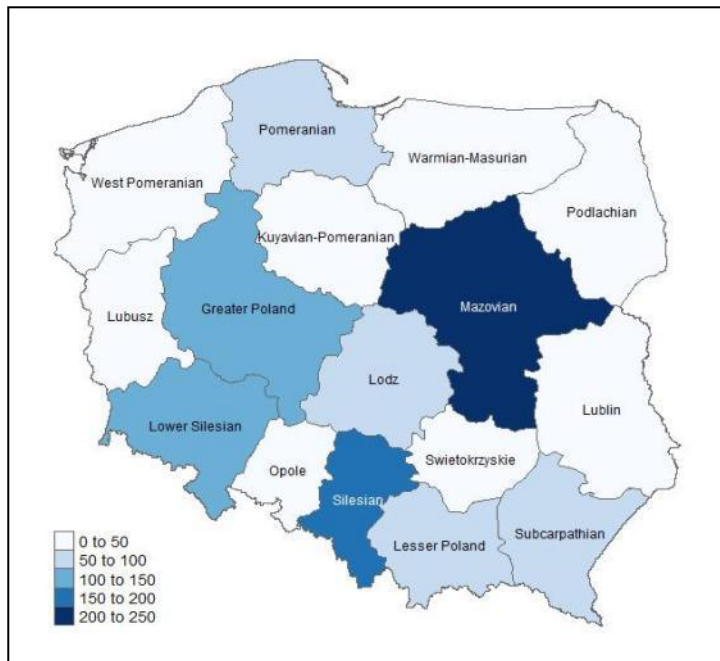 Pomeranian
Warmian-Masurian
West Pomeranian
Podlachian
Kuyavian-Pomeranian
Lubusz
Greater Poland
Mazovian
Lodz
Lublin
Lower Silesian
Opole
Swietokrzyskie
Silesian
Subcarpathian
Lesser Poland
0 to 50
50 to 100
100 to 150
150 to 200
200 to 250